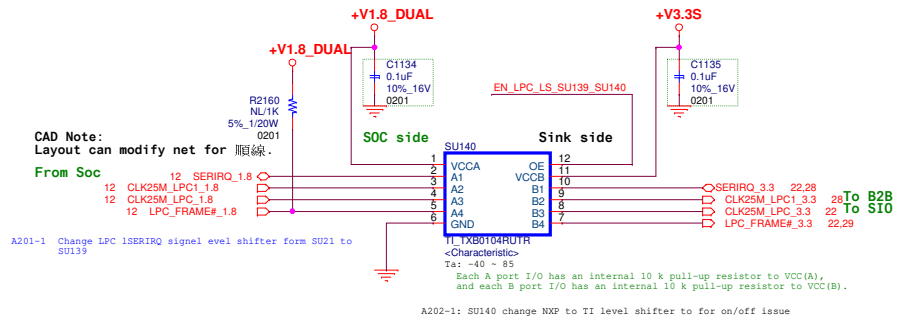 +V1.8_DUAL
+V3.3S
+V1.8_DUAL
C1134
0.1uF
10%_16V
0201
C1135
0.1uF
10%_16V
0201
R2160
NL/1K
5%_1/20W
0201
EN_LPC_LS_SU139_SU140
CAD Note:
Layout can modify net for 順線.
SOC side
Sink side
SU140
From Soc
1 VCCA OE 12
2 A1 VCCB 11
3 A2 B1 10
4 A3 B2 9
5 A4 B3 8
6 GND B4 7
12 SERIRQ_1.8
12 CLK25M_LPC1_1.8
12 CLK25M_LPC_1.8
12 LPC_FRAME#_1.8
SERIRQ_3.3 22,28
CLK25M_LPC1_3.3 28
CLK25M_LPC_3.3 22
LPC_FRAME#_3.3 22,29
To B2B
To SIO
A201-1 Change LPC lSERIRQ signel evel shifter form SU21 to
SU139
TI_TXB0104RUTR
<Characteristic>
Ta: -40 ~ 85
Each A port I/O has an internal 10 k pull-up resistor to VCC(A),
and each B port I/O has an internal 10 k pull-up resistor to VCC(B).
A202-1: SU140 change NXP to TI level shifter to for on/off issue